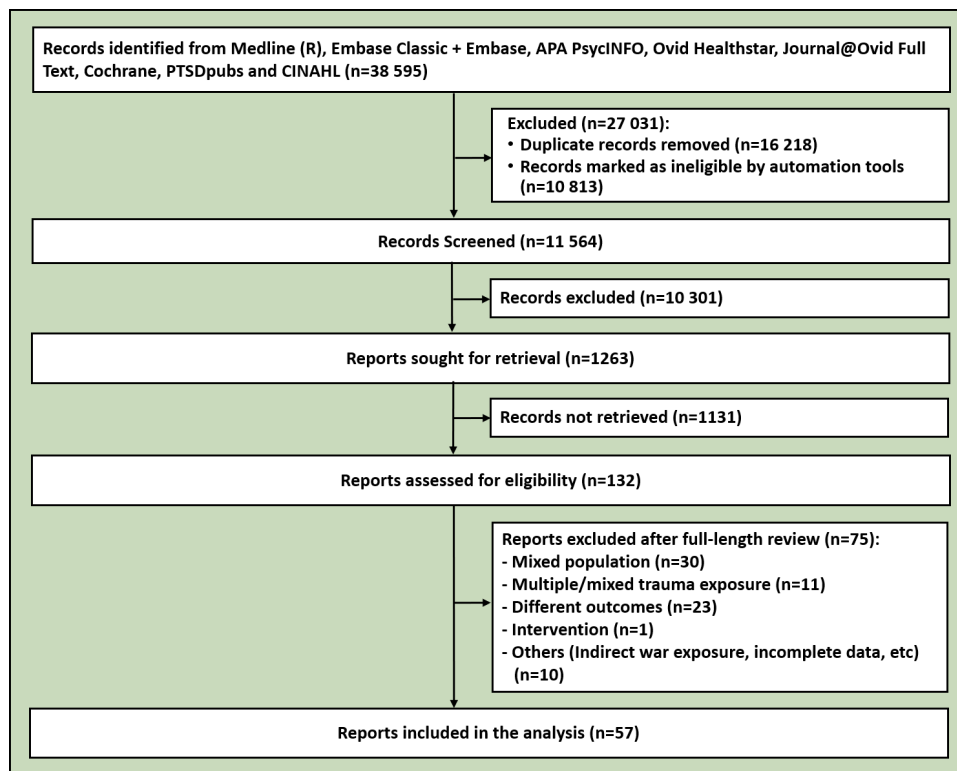 Records identified from Medline (R), Embase Classic + Embase, APA PsycINFO, Ovid Healthstar, Journal@Ovid Full
Text, Cochrane, PTSDpubs and CINAHL (n=38 595)
Excluded (n=27 031):
• Duplicate records removed (n=16 218)
• Records marked as ineligible by automation tools
(n=10 813)
Records Screened (n=11 564)
Records excluded (n=10 301)
Reports sought for retrieval (n=1263)
Records not retrieved (n=1131)
Reports assessed for eligibility (n=132)
Reports excluded after full-length review (n=75):
- Mixed population (n=30)
- Multiple/mixed trauma exposure (n=11)
- Different outcomes (n=23)
- Intervention (n=1)
- Others (Indirect war exposure, incomplete data, etc)
(n=10)
Reports included in the analysis (n=57)